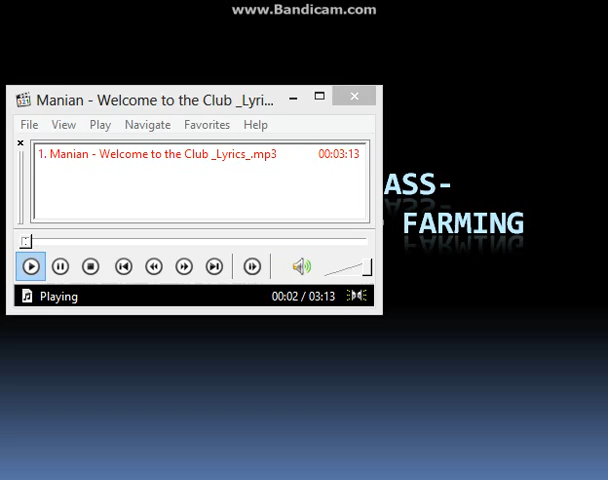 www.Bandicam.com
Manian - Welcome to the Club _Lyri...
File View Play Navigate Favorites Help
1. Manian - Welcome to the Club _Lyrics_.mp3 00:03:13
ASS-
FARMING
Playing 00:02 / 03:13